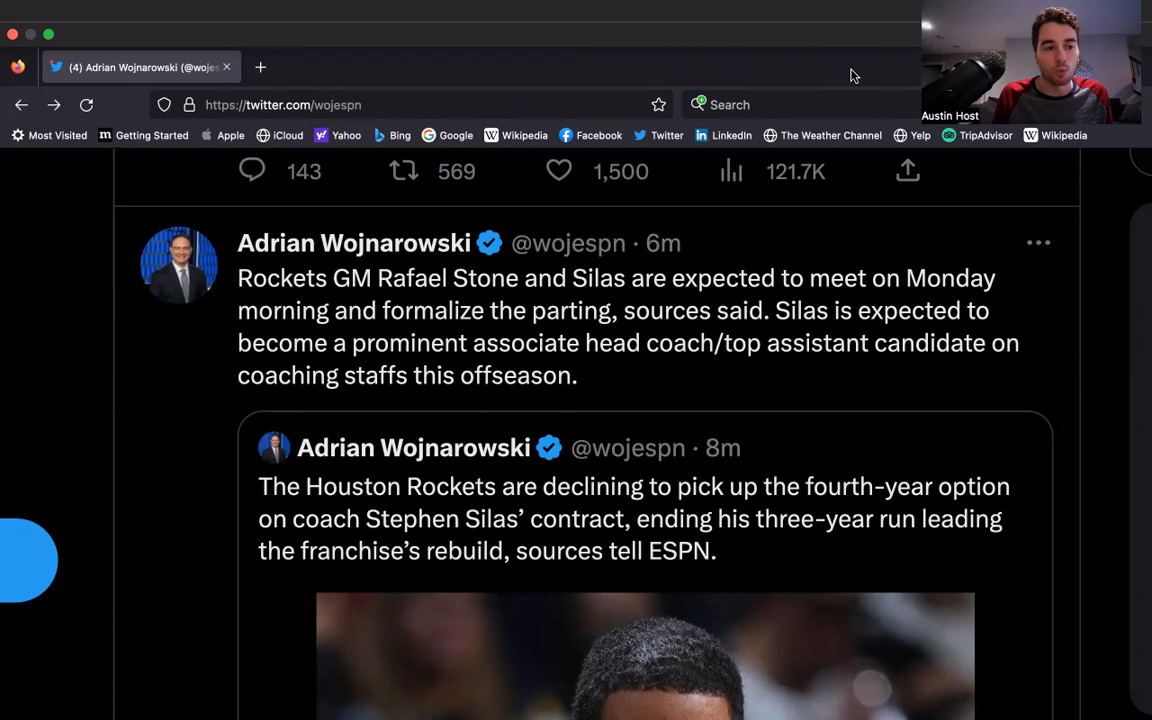 (4) Adrian Wojnarowski (@wojes
https://twitter.com/wojespn
Search
Austin Host
Most Visited
Getting Started
Apple
iCloud
Yahoo
Bing
Google
Wikipedia
Facebook
Twitter
LinkedIn
The Weather Channel
Yelp
TripAdvisor
Wikipedia
143
569
1,500
121.7K
Adrian Wojnarowski @wojespn · 6m
Rockets GM Rafael Stone and Silas are expected to meet on Monday
morning and formalize the parting, sources said. Silas is expected to
become a prominent associate head coach/top assistant candidate on
coaching staffs this offseason.
Adrian Wojnarowski @wojespn · 8m
The Houston Rockets are declining to pick up the fourth-year option
on coach Stephen Silas’ contract, ending his three-year run leading
the franchise’s rebuild, sources tell ESPN.